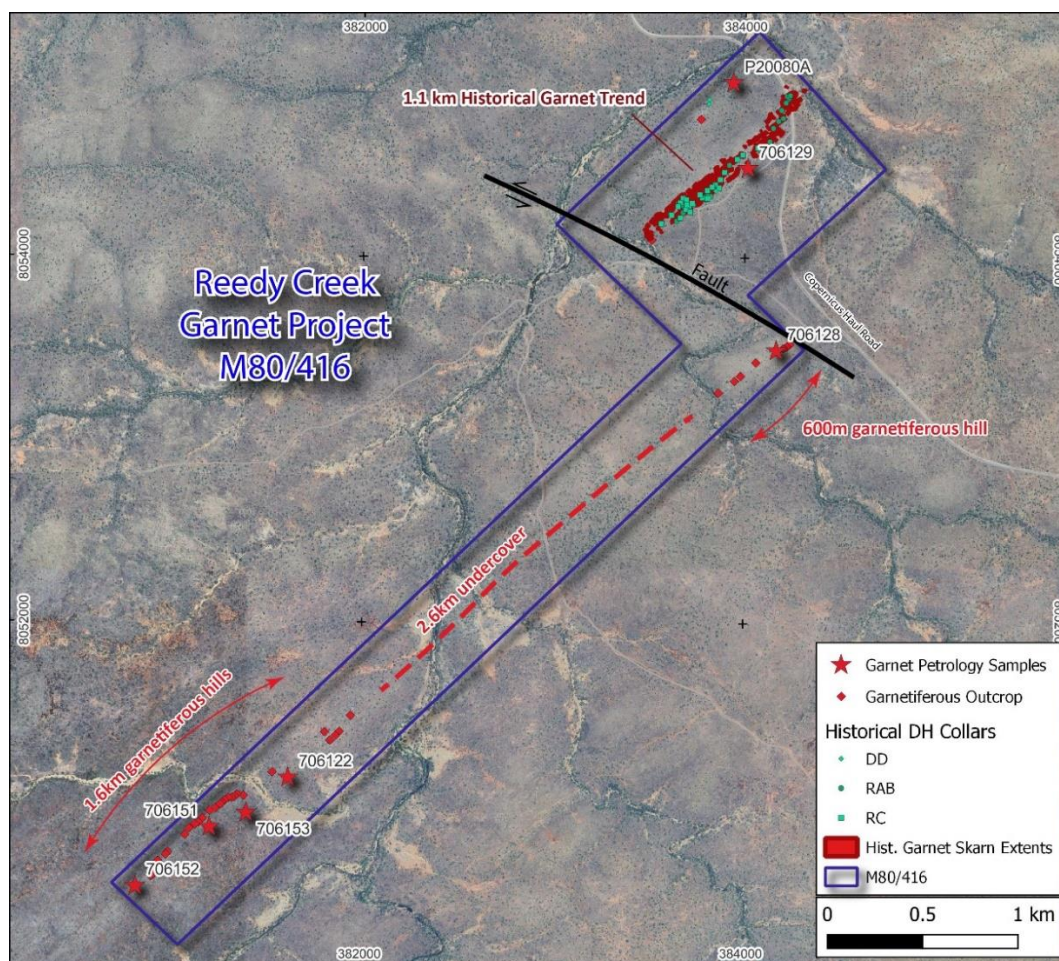 382000
384000
P20080A
1.1 km Historical Garnet Trend
706129
8054000
8054000
Reedy Creek
Garnet Project
M80/416
Fault
Copernicus Haul Road
706128
600m garnetiferous hill
2.6km undercover
8052000
8052000
1.6km garnetiferous hills
706122
706151
706153
706152
382000
384000
Garnet Petrology Samples
Garnetiferous Outcrop
Historical DH Collars
DD
RAB
RC
Hist. Garnet Skarn Extents
M80/416
0 0.5 1 km